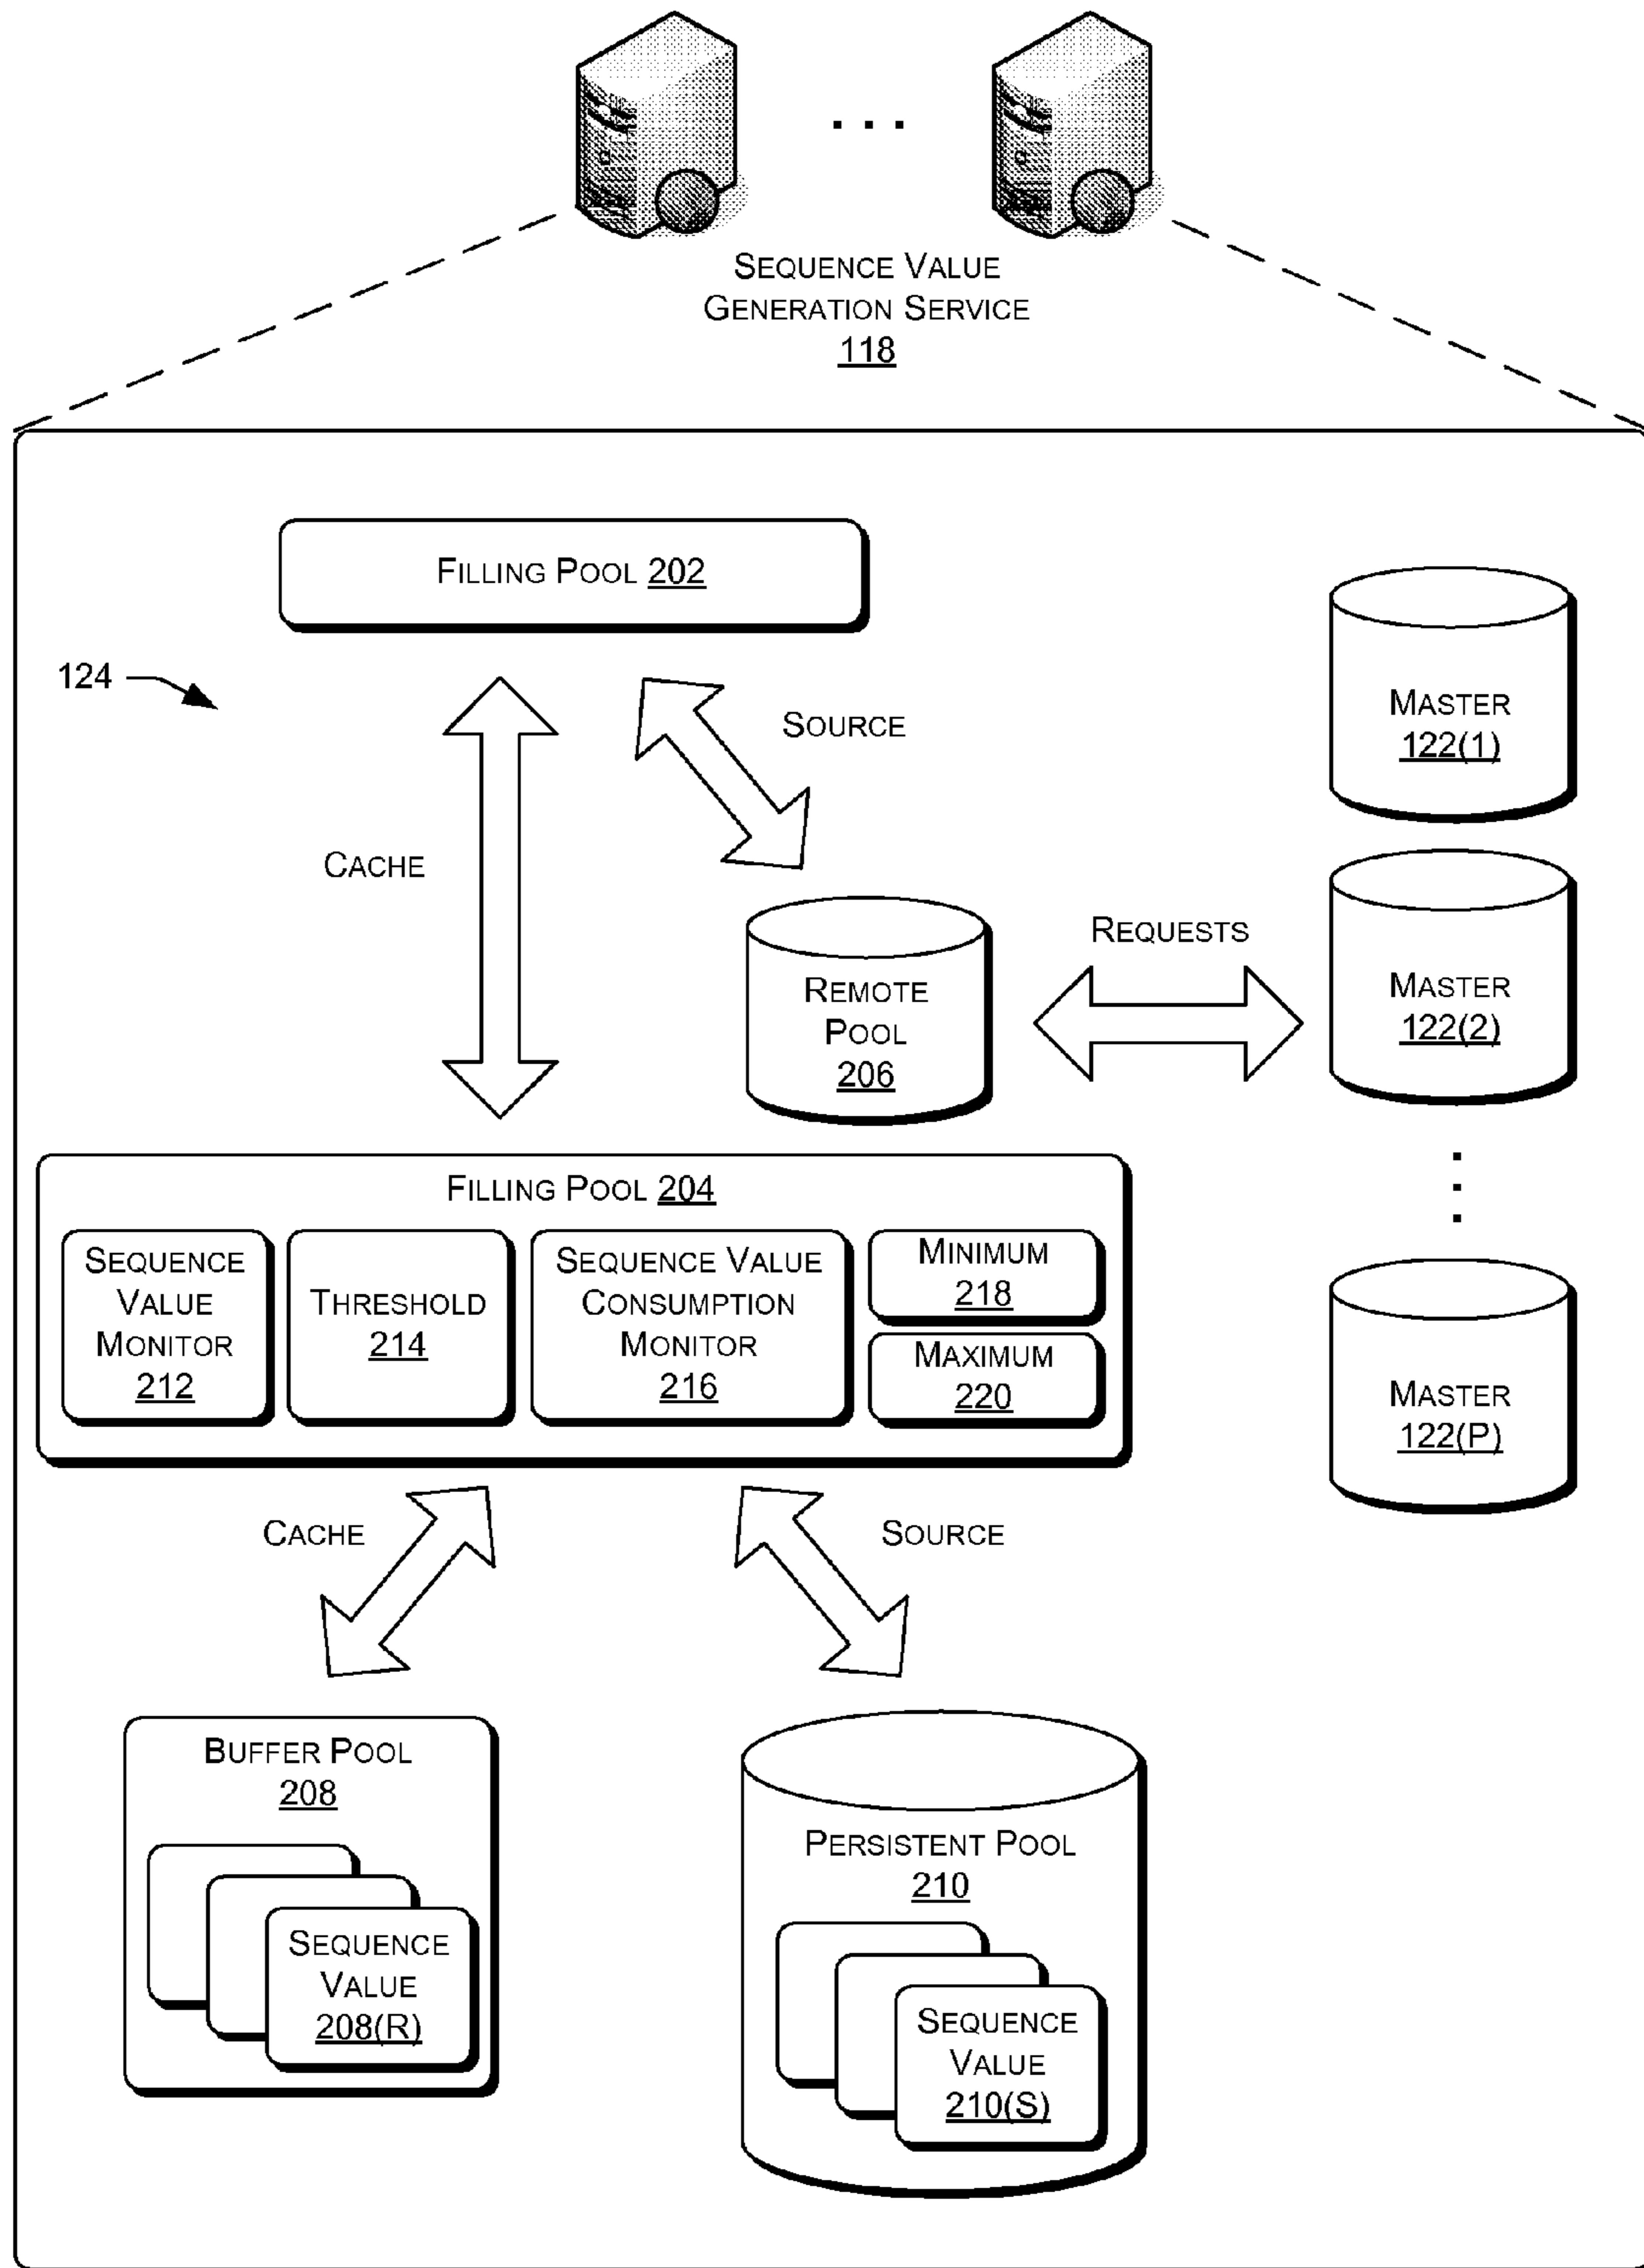 . . .
SEQUENCE VALUE
GENERATION SERVICE
118
FILLING POOL 202
124
SOURCE
CACHE
MASTER
122(1)
REMOTE
POOL
206
REQUESTS
MASTER
122(2)
FILLING POOL 204
SEQUENCE
VALUE
MONITOR
212
THRESHOLD
214
SEQUENCE VALUE
CONSUMPTION
MONITOR
216
MINIMUM
218
MAXIMUM
220
MASTER
122(P)
CACHE
SOURCE
BUFFER POOL
208
SEQUENCE
VALUE
208(R)
PERSISTENT POOL
210
SEQUENCE
VALUE
210(S)